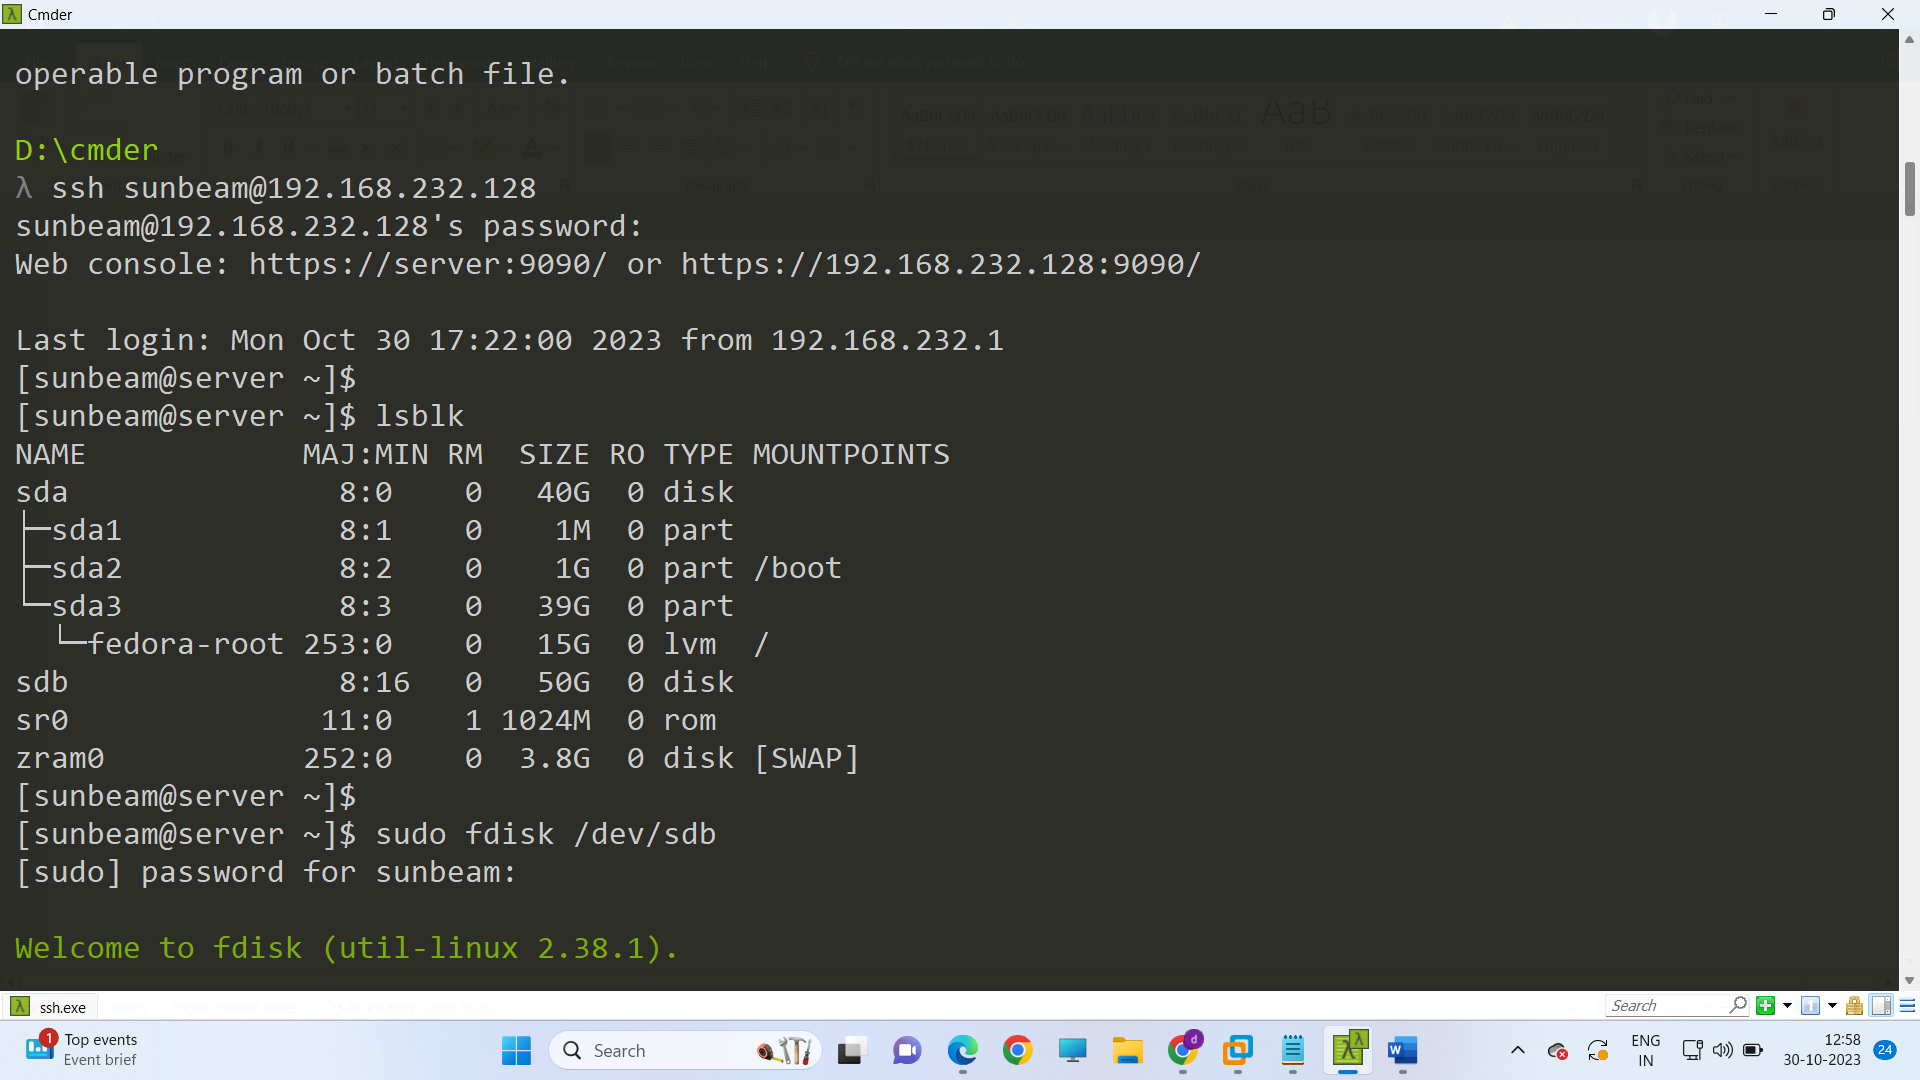 Cmder
operable program or batch file.
D:\cmder
λ ssh sunbeam@192.168.232.128
sunbeam@192.168.232.128's password:
Web console: https://server:9090/ or https://192.168.232.128:9090/
Last login: Mon Oct 30 17:22:00 2023 from 192.168.232.1
[sunbeam@server ~]$
[sunbeam@server ~]$ lsblk
NAME MAJ:MIN RM SIZE RO TYPE MOUNTPOINTS
sda 8:0 0 40G 0 disk
├─sda1 8:1 0 1M 0 part
├─sda2 8:2 0 1G 0 part /boot
└─sda3 8:3 0 39G 0 part
└─fedora-root 253:0 0 15G 0 lvm /
sdb 8:16 0 50G 0 disk
sr0 11:0 1 1024M 0 rom
zram0 252:0 0 3.8G 0 disk [SWAP]
[sunbeam@server ~]$
[sunbeam@server ~]$ sudo fdisk /dev/sdb
[sudo] password for sunbeam:
Welcome to fdisk (util-linux 2.38.1).
ssh.exe
Search
1
Top events
Event brief
Search
d
ENG
IN
12:58
30-10-2023
24